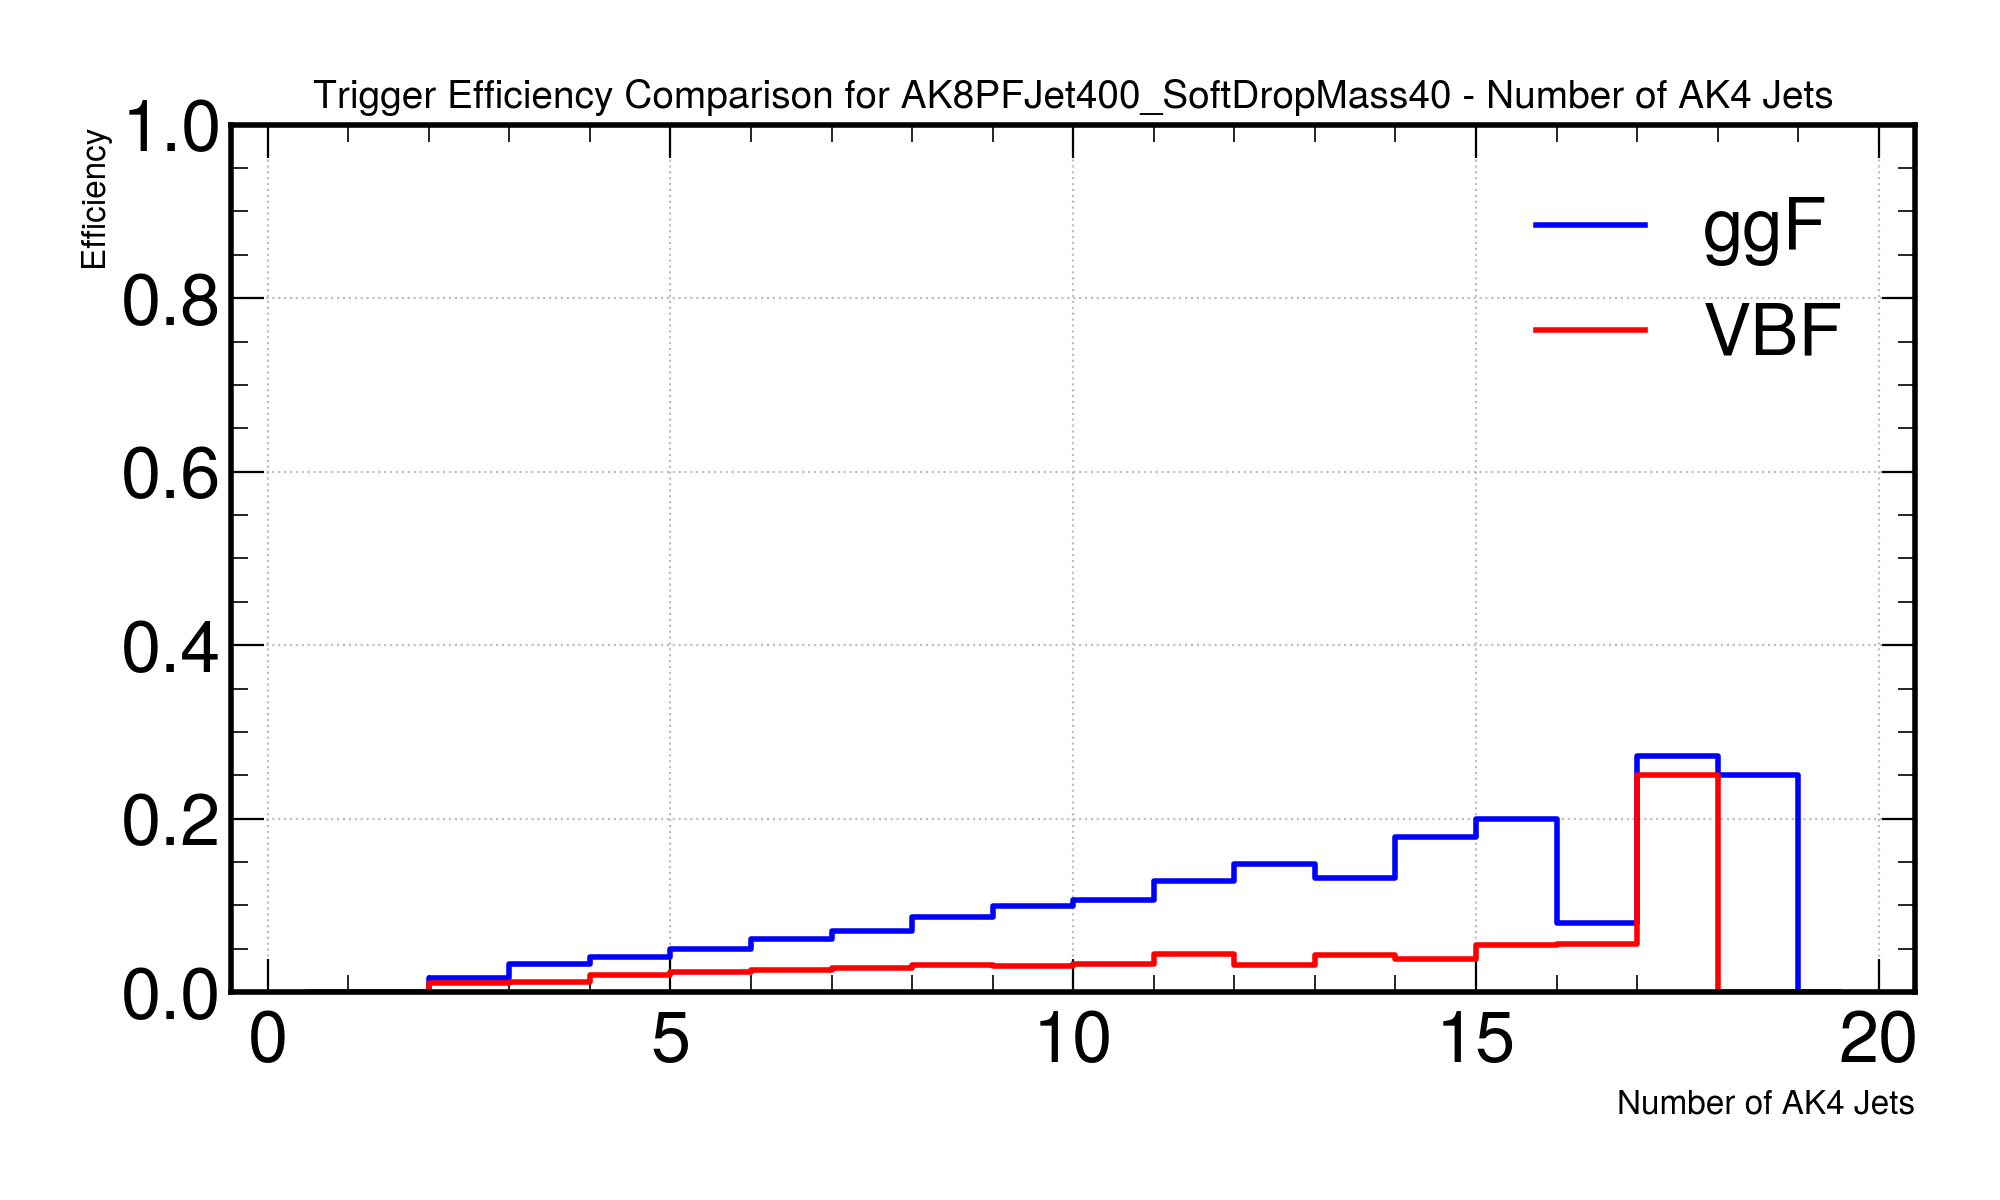 Trigger Efficiency Comparison for AK8PFJet400_SoftDropMass40 - Number of AK4 Jets
Efficiency
1.0
0.8
0.6
0.4
0.2
0.0
ggF
VBF
0 5 10 15 20
Number of AK4 Jets